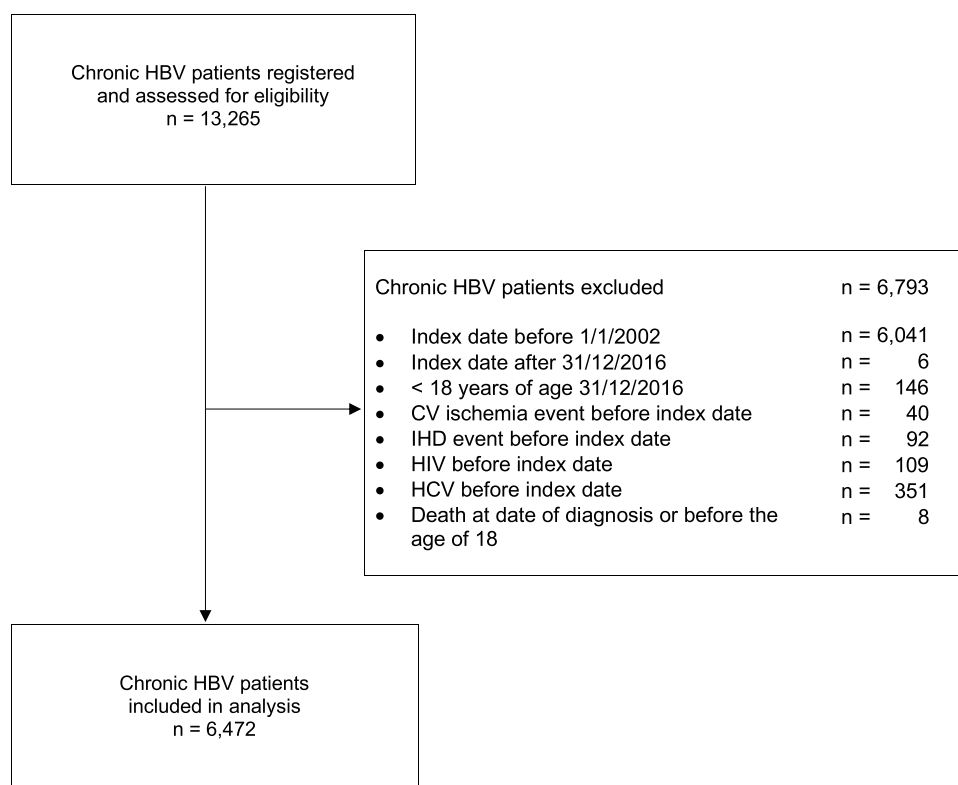 Chronic HBV patients registered
and assessed for eligibility
n = 13,265
Chronic HBV patients excluded n = 6,793
• Index date before 1/1/2002 n = 6,041
• Index date after 31/12/2016 n = 6
• < 18 years of age 31/12/2016 n = 146
• CV ischemia event before index date n = 40
• IHD event before index date n = 92
• HIV before index date n = 109
• HCV before index date n = 351
• Death at date of diagnosis or before the n = 8
age of 18
Chronic HBV patients
included in analysis
n = 6,472